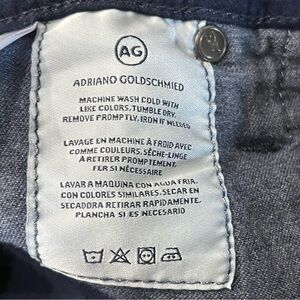 AG
ADRIANO GOLDSCHMIED
MACHINE WASH COLD WITH
LIKE COLORS. TUMBLE DRY.
REMOVE PROMPTLY. IRON IF NEEDED
LAVAGE EN MACHINE À FROID AVEC
COMME COULEURS. SÈCHE-LINGE
A RETIRER PROMPTEMENT.
FER SI NÉCESSAIRE
LAVAR A MAQUINA CON AGUA FRIA.
CON COLORES SIMILARES. SECAR EN
SECADORA RETIRAR RAPIDAMENTE.
PLANCHA SI ES NECESARIO